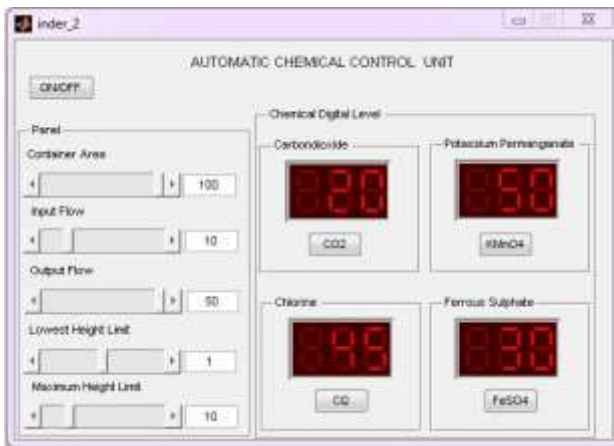 inder_2
AUTOMATIC CHEMICAL CONTROL UNIT
ON/OFF
Panel
Container Area
100
Input Flow
10
Output Flow
50
Lowest Height Limit
1
Maximum Height Limit
10
Chemical Digital Level
Carbondioxide
20
CO2
Potassium Permanganate
50
KMnO4
Chlorine
45
Ferrous Sulphate
30
FeSO4